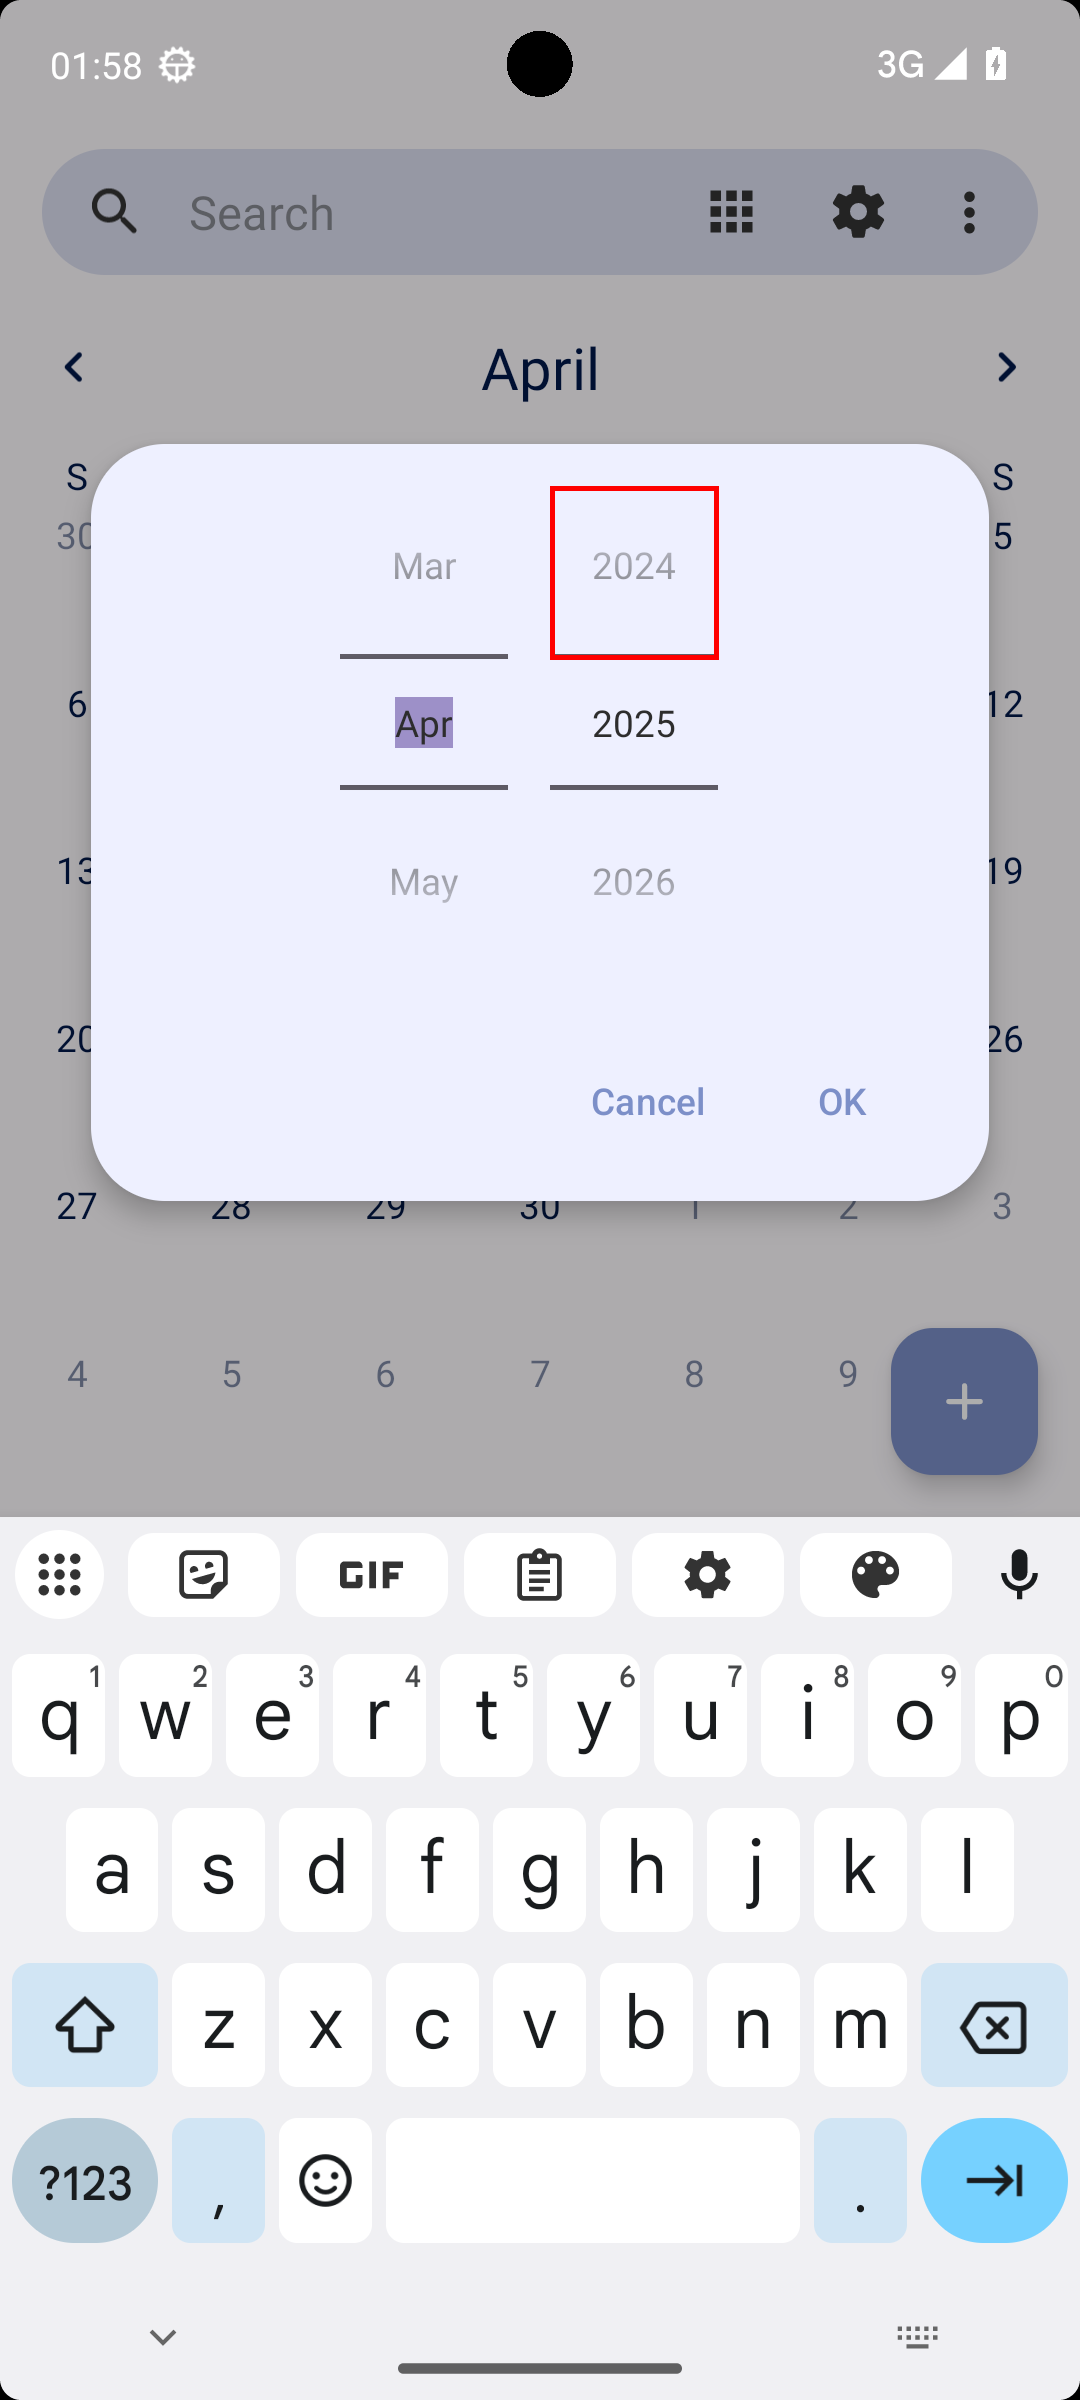 01:58 3G
Search
April
S S
30 5
Mar 2024
6 Apr 2025 12
13 May 2026 19
20 26
Cancel OK
27 28 29 30 1 2 3
4 5 6 7 8 9
GIF
q1 w2 e3 r4 t5 y6 u7 i8 o9 p0
a s d f g h j k l
z x c v b n m
?123 , .